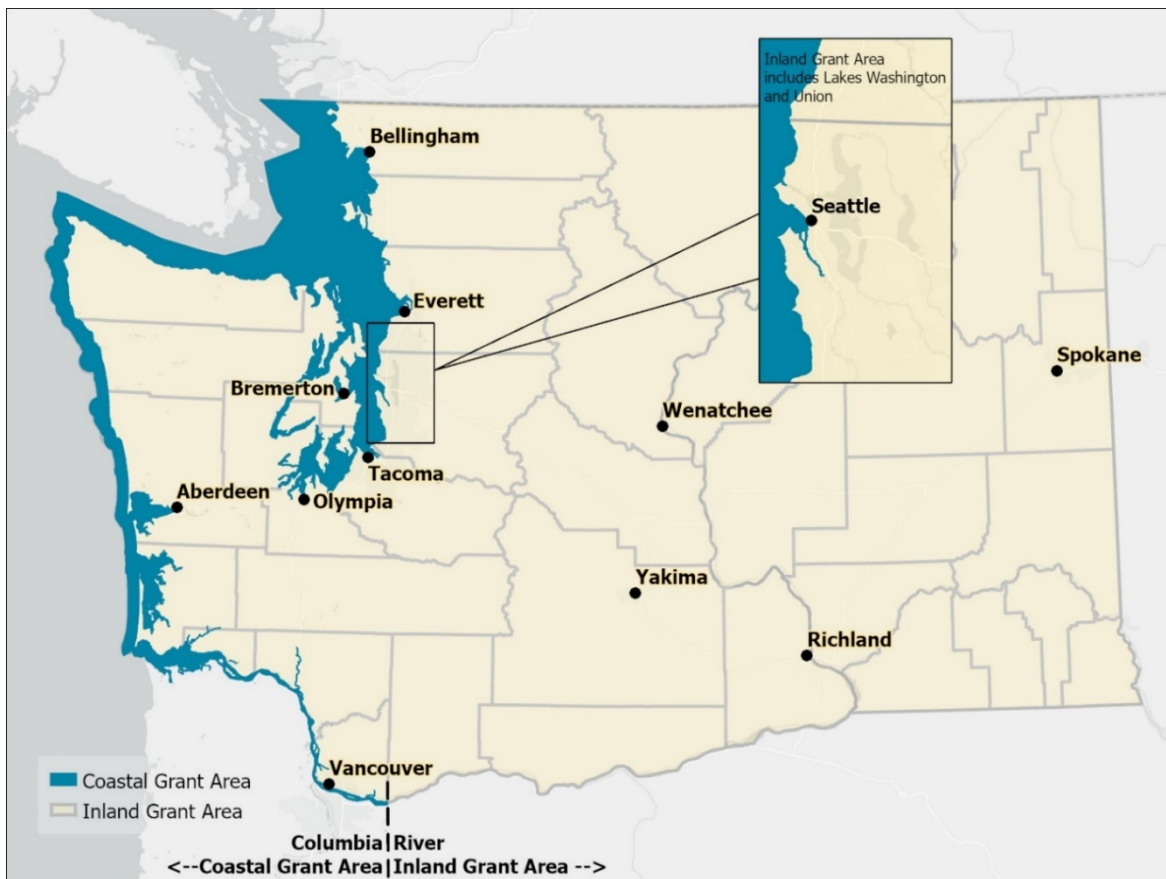 Inland Grant Area
includes Lakes Washington
and Union
Bellingham
Seattle
Everett
Spokane
Bremerton
Wenatchee
Tacoma
Aberdeen
Olympia
Yakima
Richland
Vancouver
Coastal Grant Area
Inland Grant Area
Columbia River
<--Coastal Grant Area Inland Grant Area -->